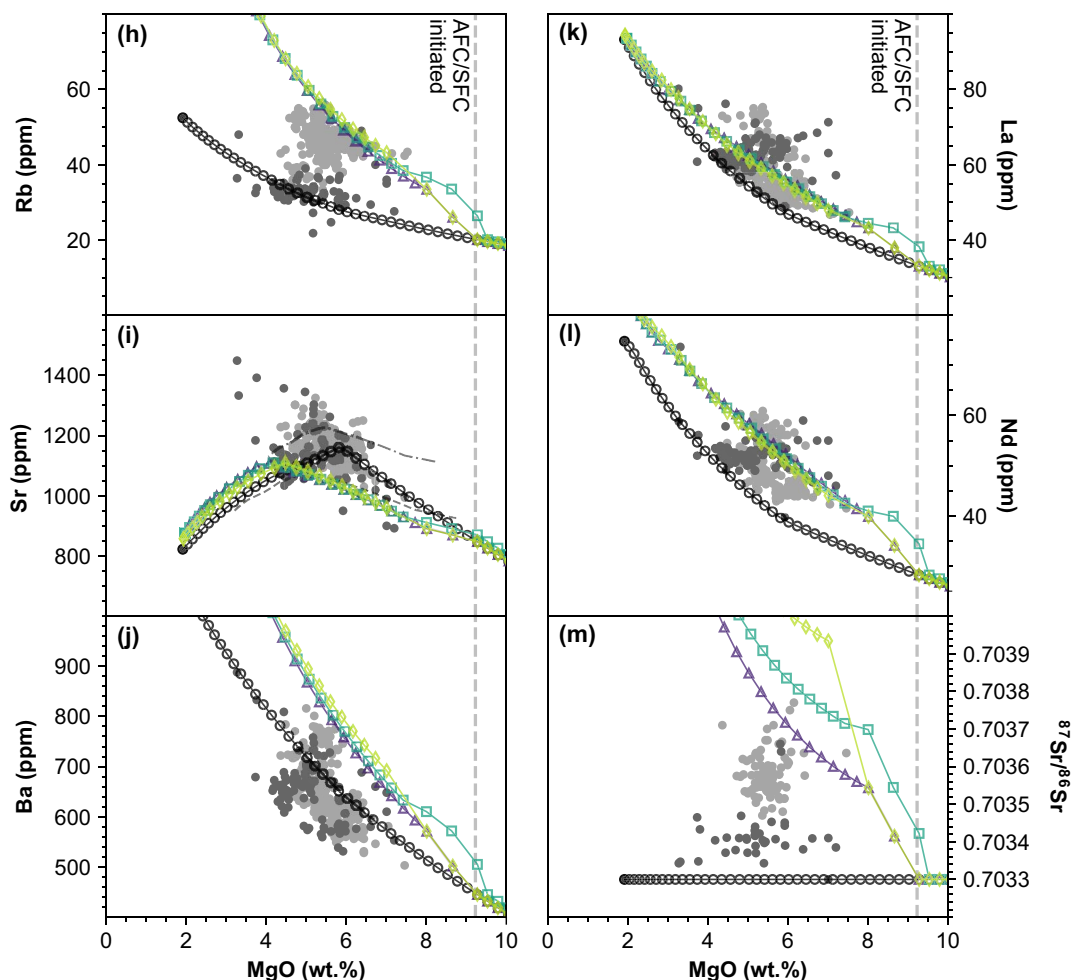 (h)
AFC/SFC
initiated
60
40
20
Rb (ppm)
(k)
AFC/SFC
initiated
80
60
40
La (ppm)
(i)
1400
1200
1000
800
Sr (ppm)
(l)
60
40
Nd (ppm)
(j)
900
800
700
600
500
Ba (ppm)
0 2 4 6 8 10
MgO (wt.%)
(m)
0.7039
0.7038
0.7037
0.7036
0.7035
0.7034
0.7033
⁸⁷Sr/⁸⁶Sr
0 2 4 6 8 10
MgO (wt.%)